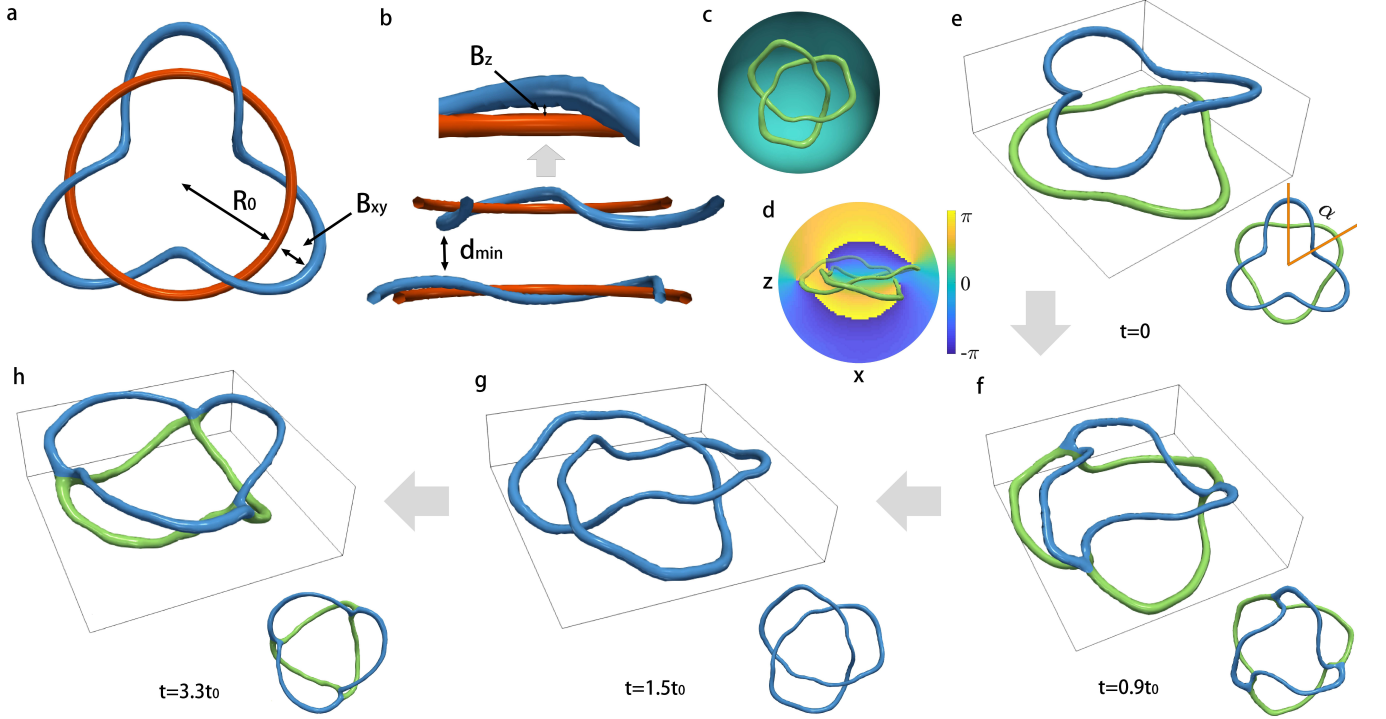 a
R₀
Bxy
b
Bz
dmin
c
d
z
x
π
0
-π
e
α
t=0
h
t=3.3t₀
g
t=1.5t₀
f
t=0.9t₀